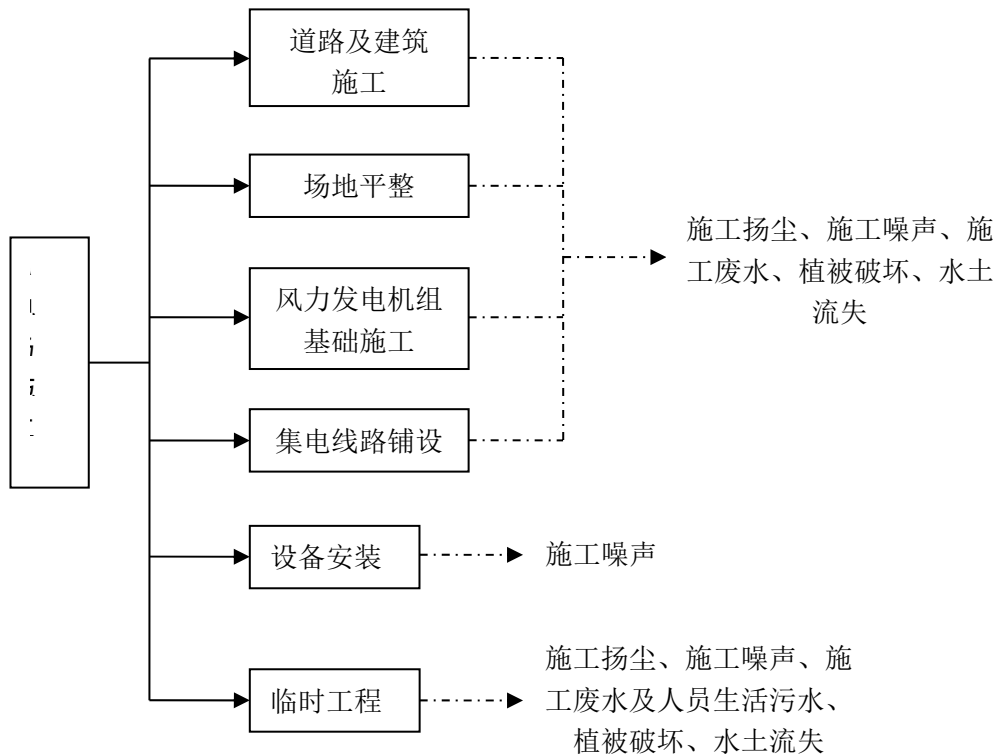 道路及建筑
施工
场地平整
风力发电机组
基础施工
集电线路铺设
设备安装
临时工程
施工扬尘、施工噪声、施
工废水、植被破坏、水土
流失
施工噪声
施工扬尘、施工噪声、施
工废水及人员生活污水、
植被破坏、水土流失